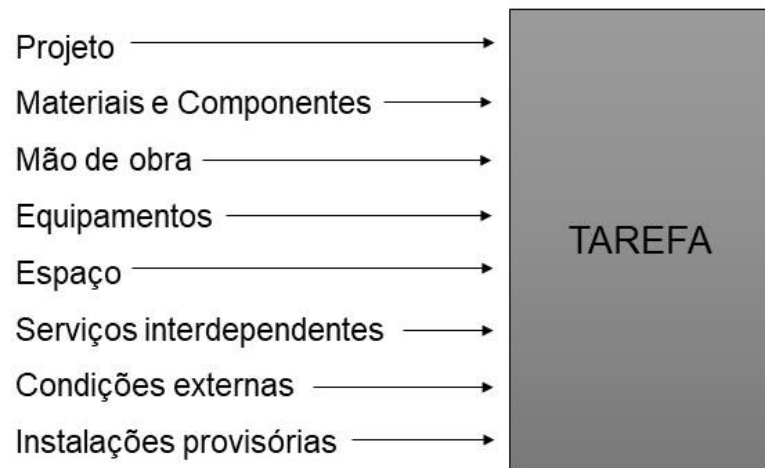 Projeto
Materiais e Componentes
Mão de obra
Equipamentos
Espaço
Serviços interdependentes
Condições externas
Instalações provisórias
TAREFA